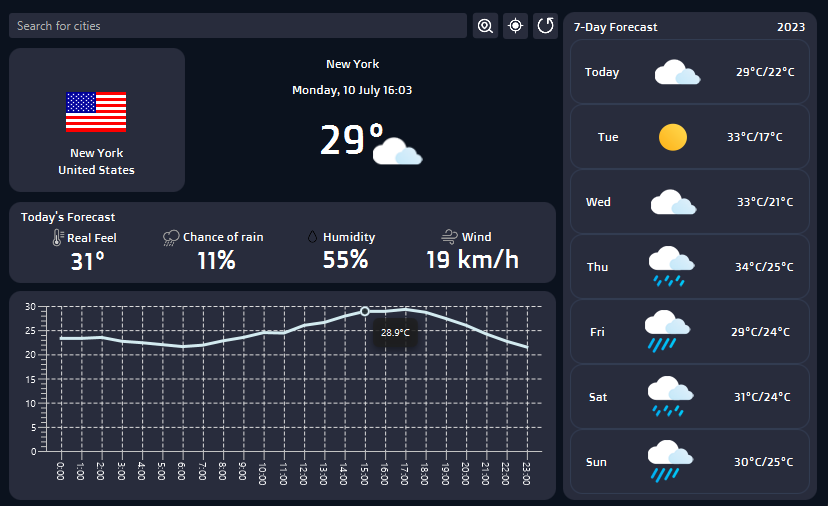 Search for cities
New York
United States
New York
Monday, 10 July 16:03
29°
Today's Forecast
Real Feel
31°
Chance of rain
11%
Humidity
55%
Wind
19 km/h
30
25
20
15
10
5
0
28.9°C
0:00 1:00 2:00 3:00 4:00 5:00 6:00 7:00 8:00 9:00 10:00 11:00 12:00 13:00 14:00 15:00 16:00 17:00 18:00 19:00 20:00 21:00 22:00 23:00
7-Day Forecast 2023
Today 29°C/22°C
Tue 33°C/17°C
Wed 33°C/21°C
Thu 34°C/25°C
Fri 29°C/24°C
Sat 31°C/24°C
Sun 30°C/25°C